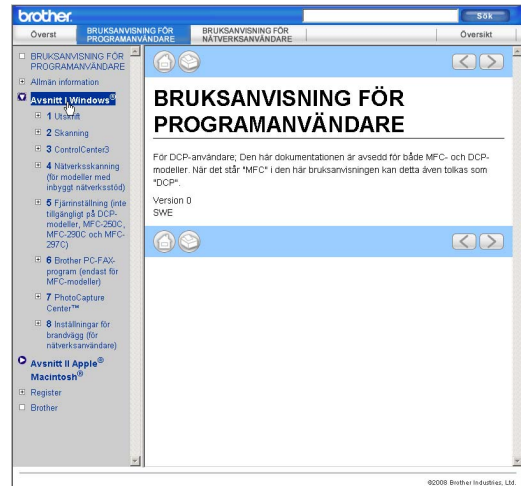 brother.
Sök
Överst
BRUKSANVISNING FÖR
PROGRAMANVÄNDARE
BRUKSANVISNING FÖR
NÄTVERKSANVÄNDARE
Översikt
BRUKSANVISNING FÖR
PROGRAMANVÄNDARE
Allmän information
Avsnitt I Windows®
1 Utskrift
2 Skanning
3 ControlCenter3
4 Nätverksskanning
(för modeller med
inbyggt nätverksstöd)
5 Fjärrinställning (inte
tillgängligt på DCP-
modeller, MFC-250C,
MFC-290C och MFC-
297C)
6 Brother PC-FAX-
program (endast för
MFC-modeller)
7 PhotoCapture
Center™
8 Inställningar för
brandvägg (för
nätverksanvändare)
Avsnitt II Apple®
Macintosh®
Register
Brother
BRUKSANVISNING FÖR
PROGRAMANVÄNDARE
För DCP-användare; Den här dokumentationen är avsedd för både MFC- och DCP-
modeller. När det står "MFC" i den här bruksanvisningen kan detta även tolkas som
"DCP".
Version 0
SWE
©2008 Brother Industries, Ltd.